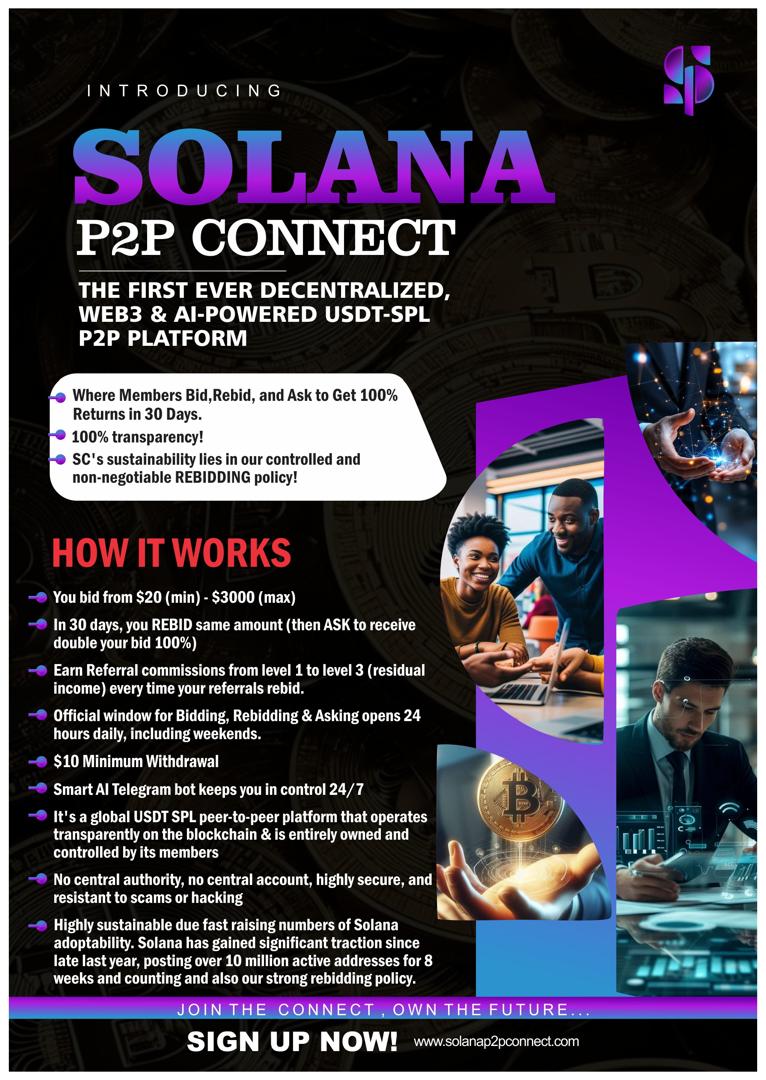 INTRODUCING
SOLANA
P2P CONNECT
THE FIRST EVER DECENTRALIZED,
WEB3 & AI-POWERED USDT-SPL
P2P PLATFORM
Where Members Bid,Rebid, and Ask to Get 100%
Returns in 30 Days.
100% transparency!
SC's sustainability lies in our controlled and
non-negotiable REBIDDING policy!
HOW IT WORKS
You bid from $20 (min) - $3000 (max)
In 30 days, you REBID same amount (then ASK to receive
double your bid 100%)
Earn Referral commissions from level 1 to level 3 (residual
income) every time your referrals rebid.
Official window for Bidding, Rebidding & Asking opens 24
hours daily, including weekends.
$10 Minimum Withdrawal
Smart AI Telegram bot keeps you in control 24/7
It's a global USDT SPL peer-to-peer platform that operates
transparently on the blockchain & is entirely owned and
controlled by its members
No central authority, no central account, highly secure, and
resistant to scams or hacking
Highly sustainable due fast raising numbers of Solana
adoptability. Solana has gained significant traction since
late last year, posting over 10 million active addresses for 8
weeks and counting and also our strong rebidding policy.
JOIN THE CONNECT , OWN THE FUTURE...
SIGN UP NOW! www.solanap2pconnect.com